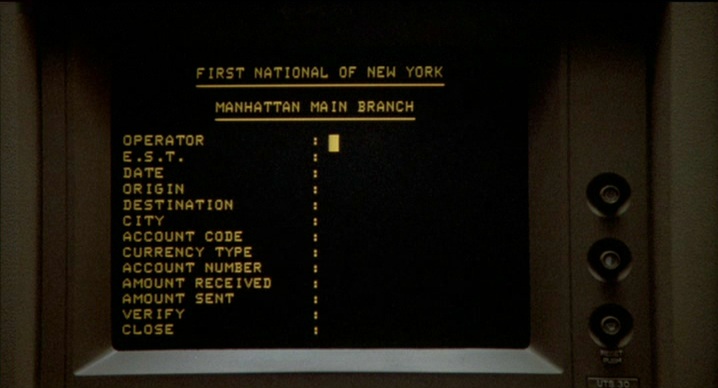 FIRST NATIONAL OF NEW YORK
MANHATTAN MAIN BRANCH
OPERATOR :
E.S.T. :
DATE :
ORIGIN :
DESTINATION :
CITY :
ACCOUNT CODE :
CURRENCY TYPE :
ACCOUNT NUMBER :
AMOUNT RECEIVED :
AMOUNT SENT :
VERIFY :
CLOSE :